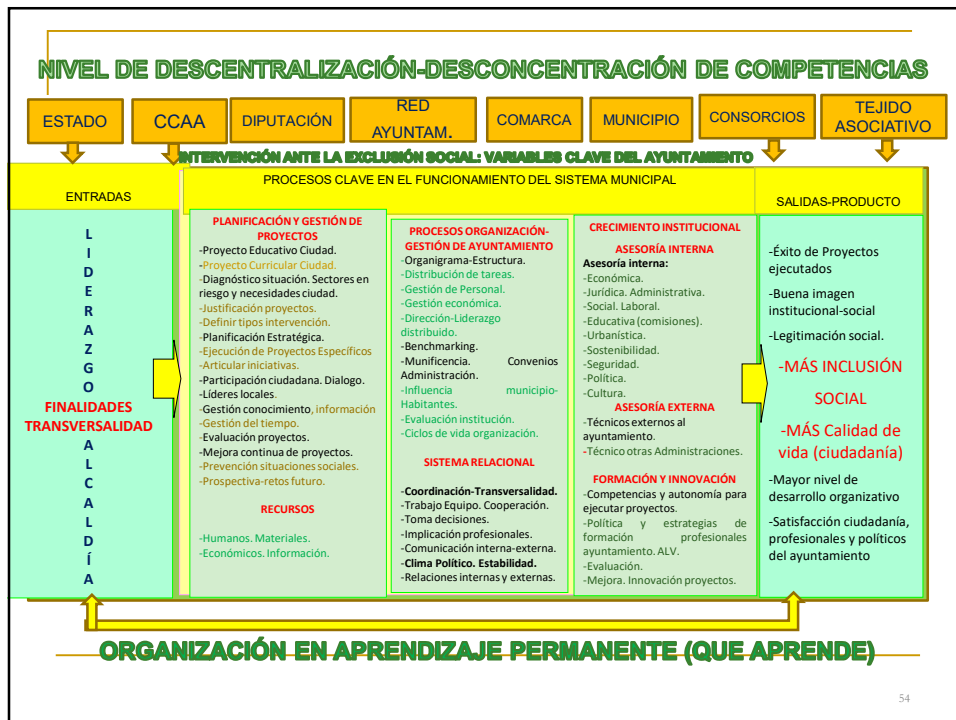 NIVEL DE DESCENTRALIZACIÓN-DESCONCENTRACIÓN DE COMPETENCIAS
ESTADO
CCAA
DIPUTACIÓN
RED
AYUNTAM.
COMARCA
MUNICIPIO
CONSORCIOS
TEJIDO
ASOCIATIVO
INTERVENCIÓN ANTE LA EXCLUSIÓN SOCIAL: VARIABLES CLAVE DEL AYUNTAMIENTO
ENTRADAS
PROCESOS CLAVE EN EL FUNCIONAMIENTO DEL SISTEMA MUNICIPAL
SALIDAS-PRODUCTO
L
I
D
E
R
A
Z
G
O
FINALIDADES
TRANSVERSALIDAD
A
L
C
A
L
D
Í
A
PLANIFICACIÓN Y GESTIÓN DE
PROYECTOS
-Proyecto Educativo Ciudad.
-Proyecto Curricular Ciudad.
-Diagnóstico situación. Sectores en
riesgo y necesidades ciudad.
-Justificación proyectos.
-Definir tipos intervención.
-Planificación Estratégica.
-Ejecución de Proyectos Específicos
-Articular iniciativas.
-Participación ciudadana. Dialogo.
-Líderes locales.
-Gestión conocimiento, información
-Gestión del tiempo.
-Evaluación proyectos.
-Mejora continua de proyectos.
-Prevención situaciones sociales.
-Prospectiva-retos futuro.
RECURSOS
-Humanos. Materiales.
-Económicos. Información.
PROCESOS ORGANIZACIÓN-
GESTIÓN DE AYUNTAMIENTO
-Organigrama-Estructura.
-Distribución de tareas.
-Gestión de Personal.
-Gestión económica.
-Dirección-Liderazgo
distribuido.
-Benchmarking.
-Munificencia. Convenios
Administración.
-Influencia municipio-
Habitantes.
-Evaluación institución.
-Ciclos de vida organización.
SISTEMA RELACIONAL
-Coordinación-Transversalidad.
-Trabajo Equipo. Cooperación.
-Toma decisiones.
-Implicación profesionales.
-Comunicación interna-externa.
-Clima Político. Estabilidad.
-Relaciones internas y externas.
CRECIMIENTO INSTITUCIONAL
ASESORÍA INTERNA
Asesoría interna:
-Económica.
-Jurídica. Administrativa.
-Social. Laboral.
-Educativa (comisiones).
-Urbanística.
-Sostenibilidad.
-Seguridad.
-Política.
-Cultura.
ASESORÍA EXTERNA
-Técnicos externos al
ayuntamiento.
-Técnico otras Administraciones.
FORMACIÓN Y INNOVACIÓN
-Competencias y autonomía para
ejecutar proyectos.
-Política y estrategias de
formación profesionales
ayuntamiento. ALV.
-Evaluación.
-Mejora. Innovación proyectos.
-Éxito de Proyectos
ejecutados
-Buena imagen
institucional-social
-Legitimación social.
-MÁS INCLUSIÓN
SOCIAL
-MÁS Calidad de
vida (ciudadanía)
-Mayor nivel de
desarrollo organizativo
-Satisfacción ciudadanía,
profesionales y políticos
del ayuntamiento
ORGANIZACIÓN EN APRENDIZAJE PERMANENTE (QUE APRENDE)
54